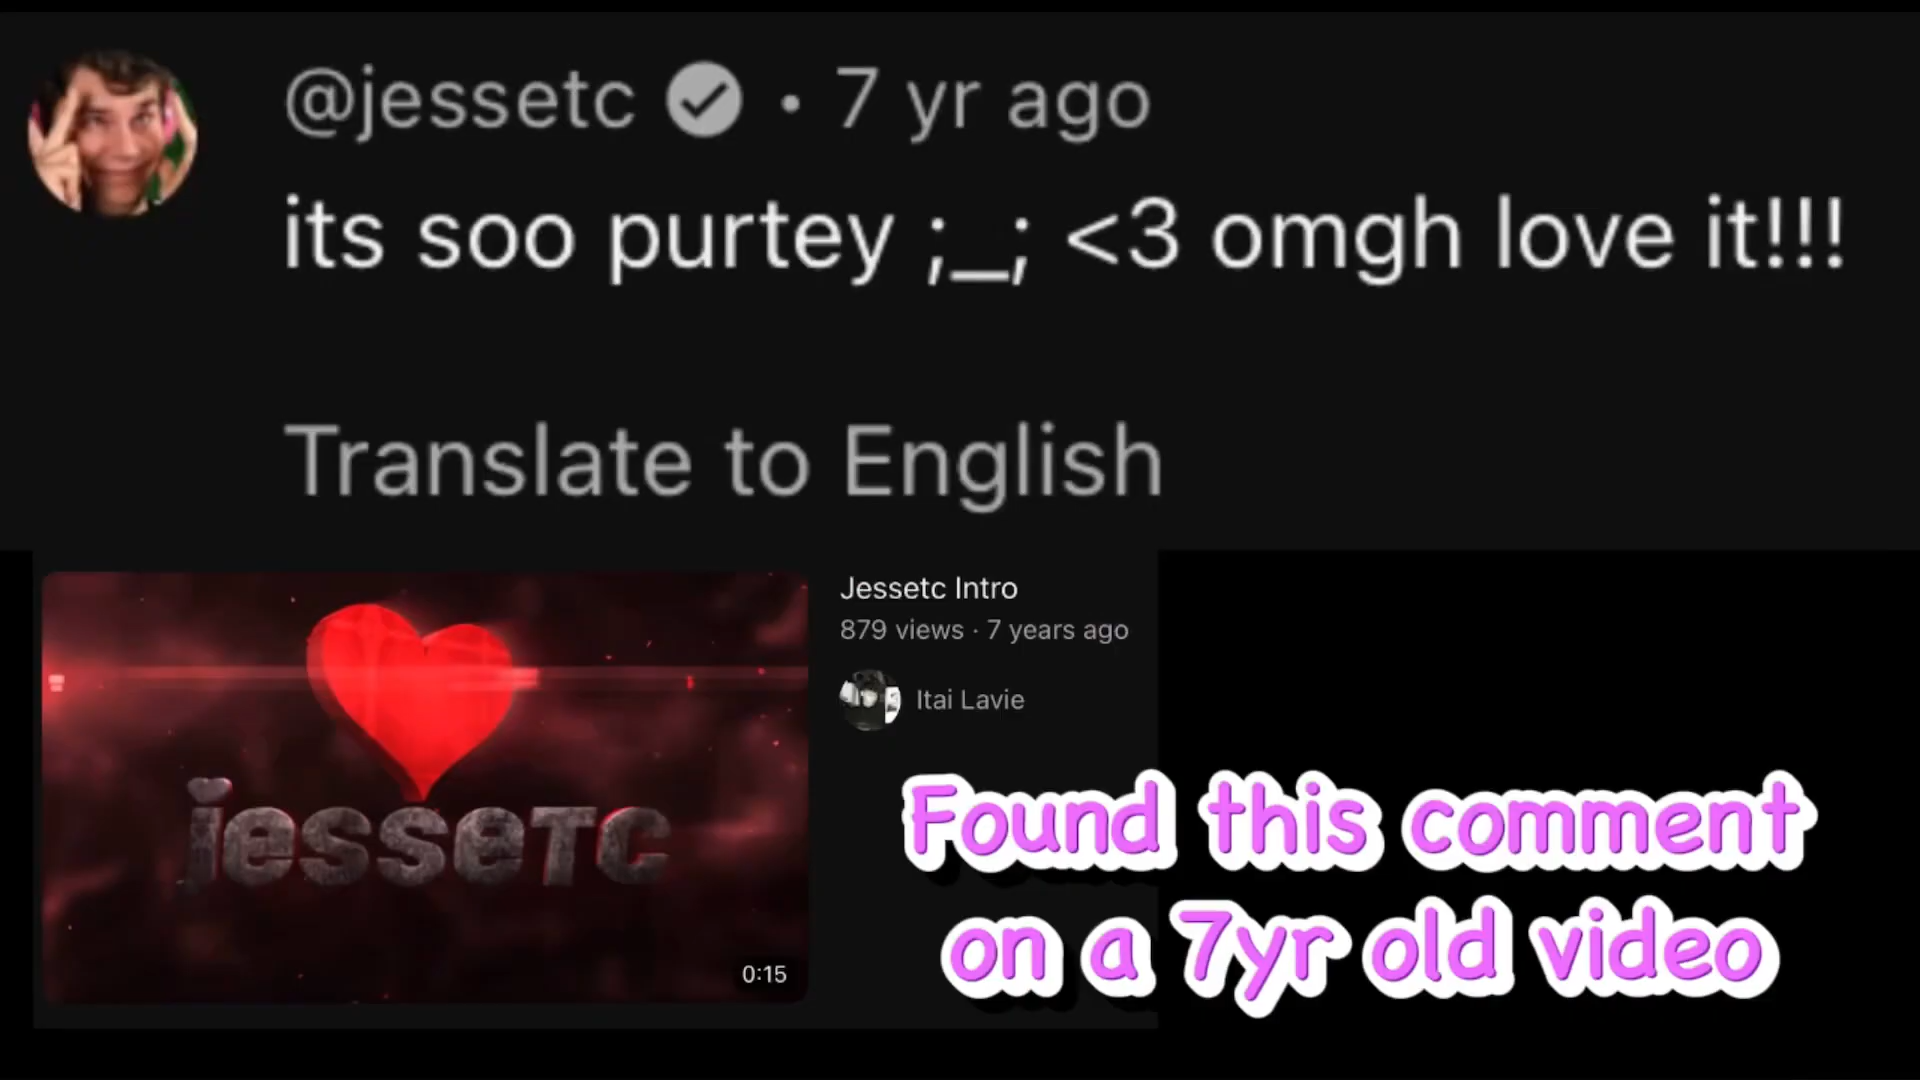 @jessetc • 7 yr ago
its soo purtey ;_; <3 omgh love it!!!
Translate to English
jessetc
0:15
Jessetc Intro
879 views · 7 years ago
Itai Lavie
Found this comment
on a 7yr old video